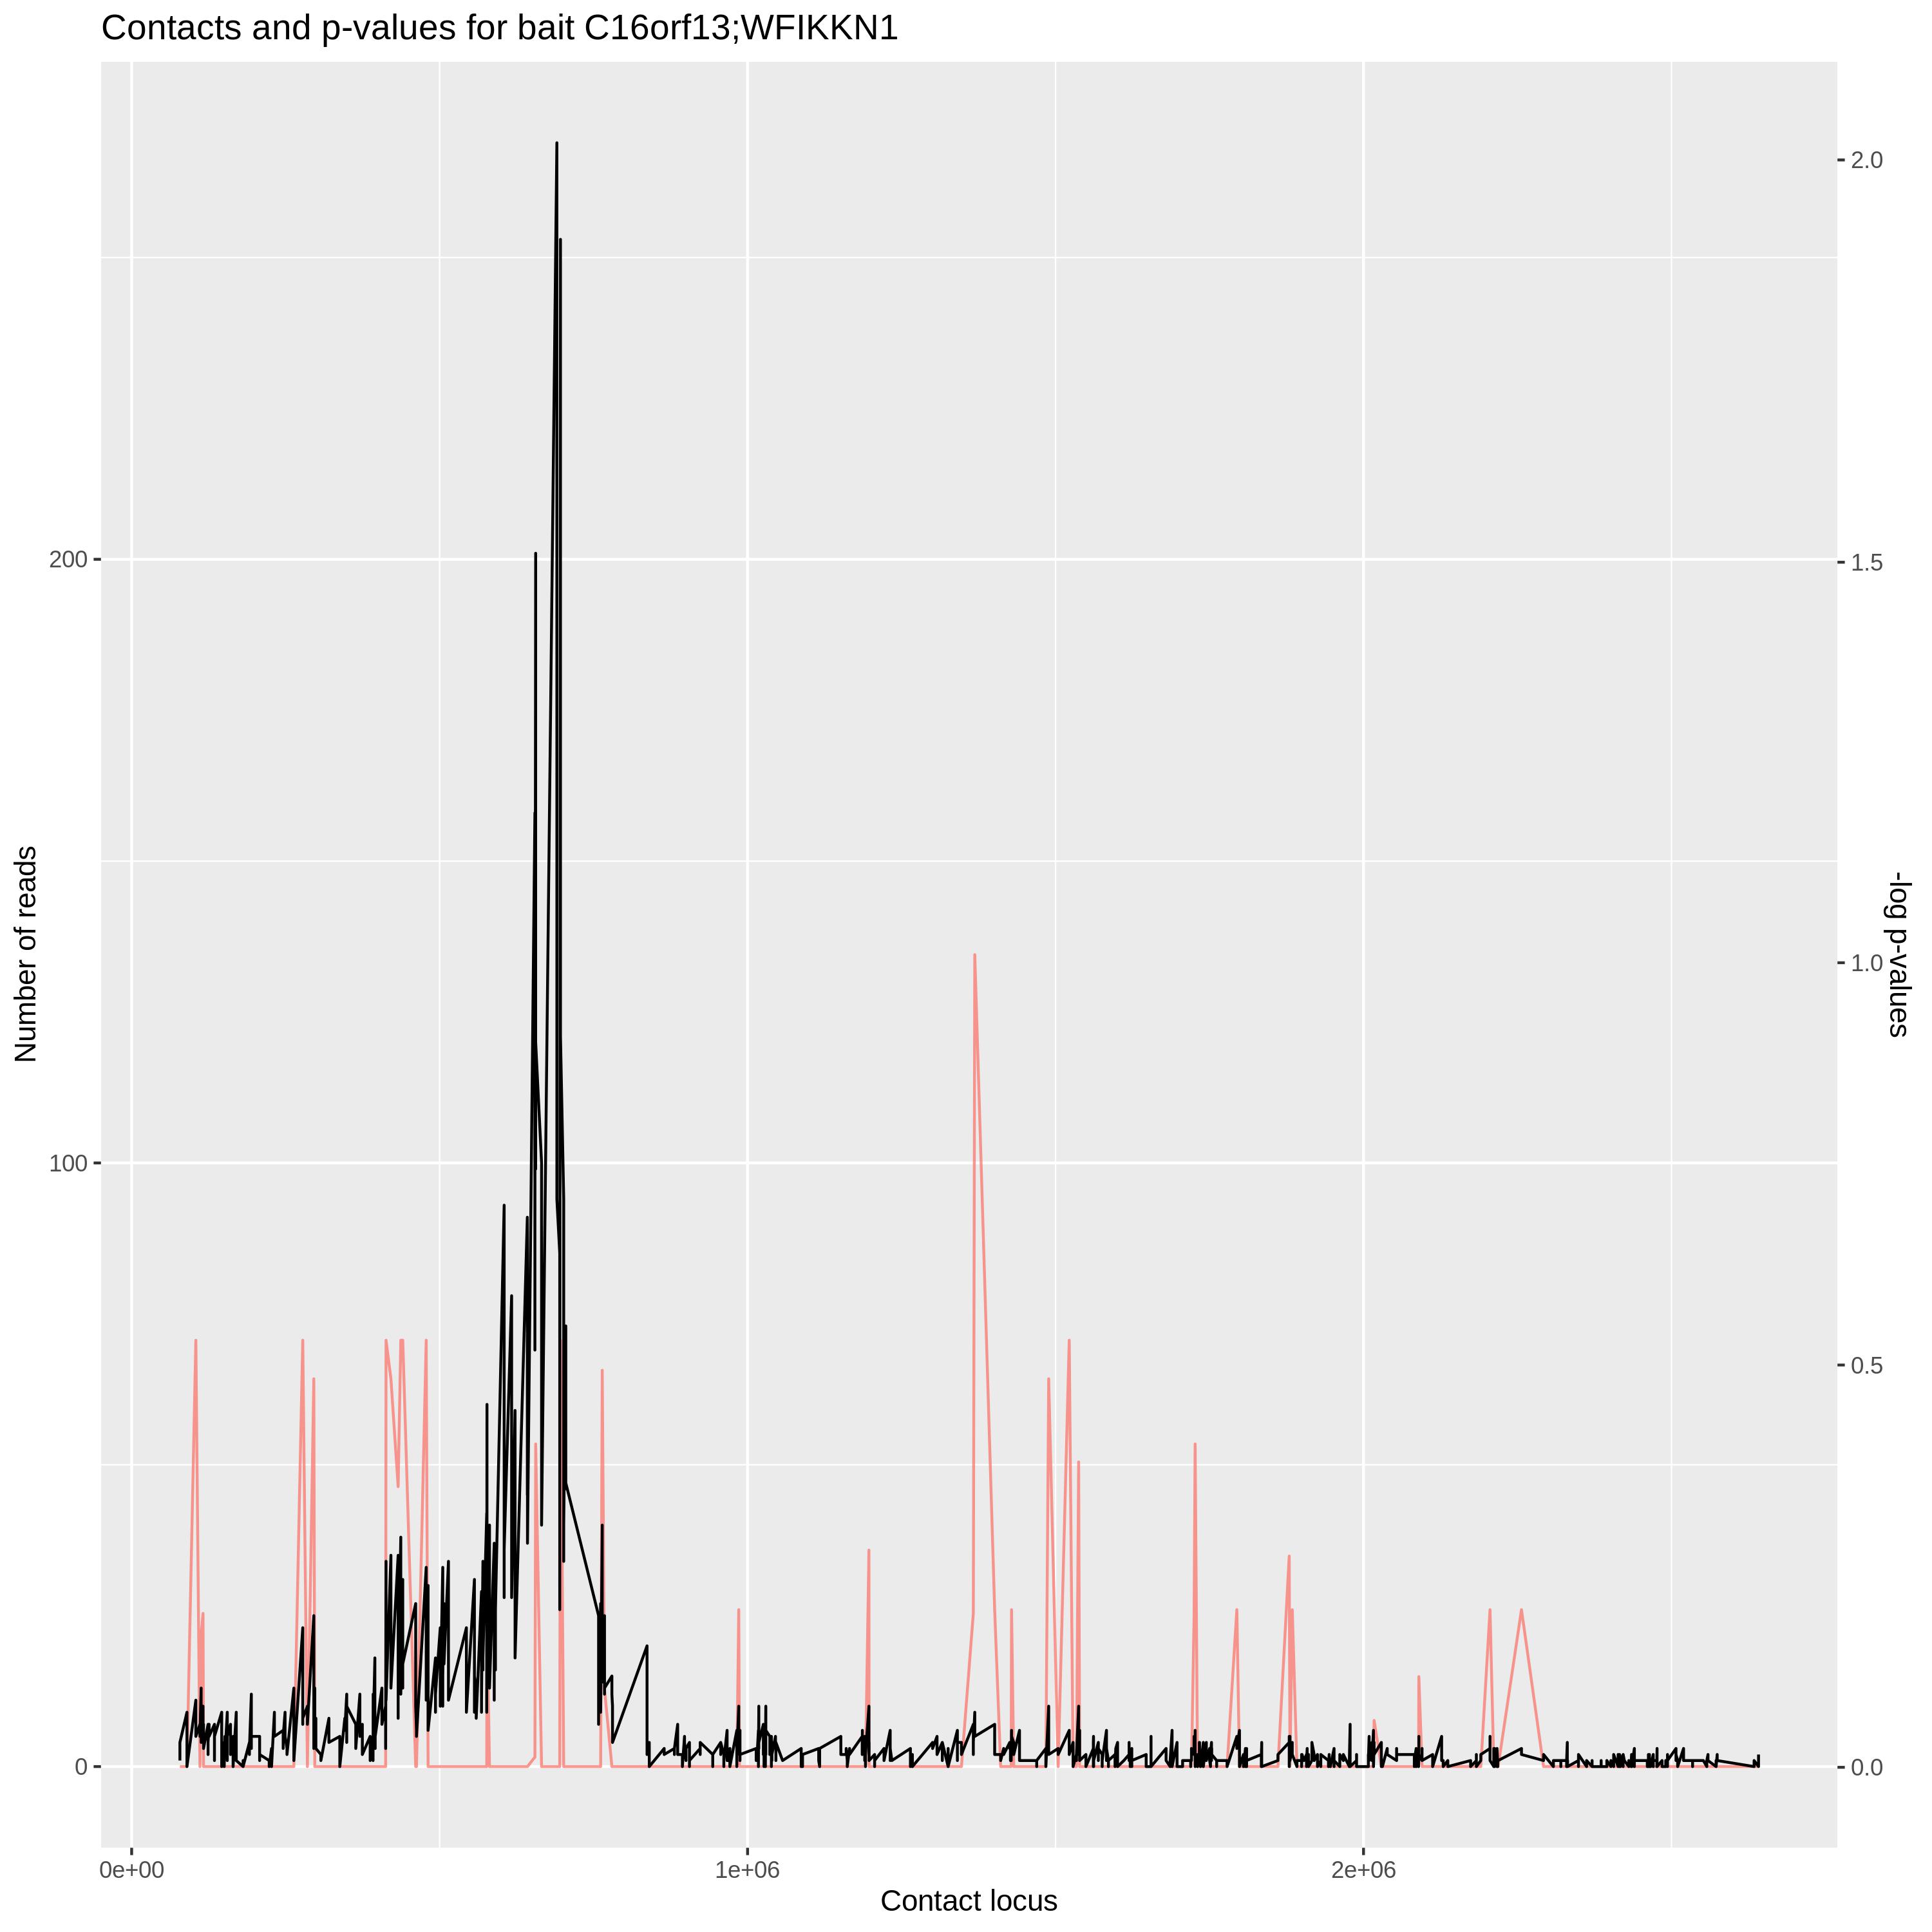 Contacts and p-values for bait C16orf13;WFIKKN1
2.0
200
1.5
Number of reads
-log p-values
1.0
100
0.5
0
0.0
0e+00
1e+06
2e+06
Contact locus